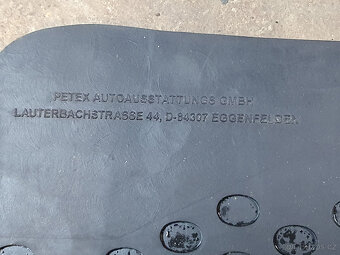 PETEX AUTOAUSSTATTUNGS GMBH
LAUTERBACHSTRASSE 44, D-84307 EGGENFELDEN